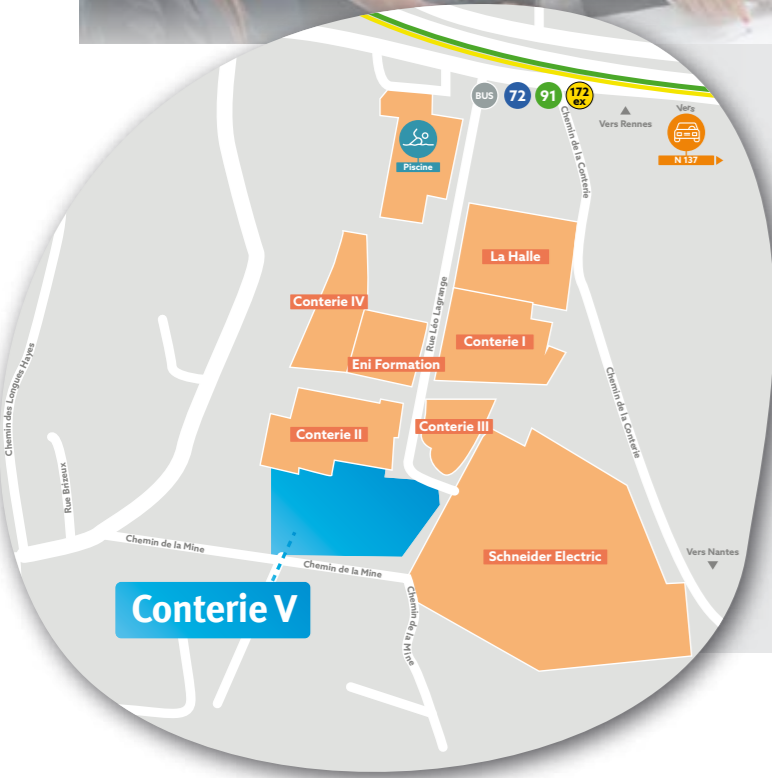 BUS
72
91
172
ex
Vers Rennes
Vers
N 137
Chemin de la Conterie
Piscine
La Halle
Conterie IV
Rue Léo Lagrange
Conterie I
Eni Formation
Chemin des Longues Hayes
Chemin de la Conterie
Conterie II
Conterie III
Rue Brizeux
Chemin de la Mine
Chemin de la Mine
Schneider Electric
Vers Nantes
Conterie V
Chemin de la Mine